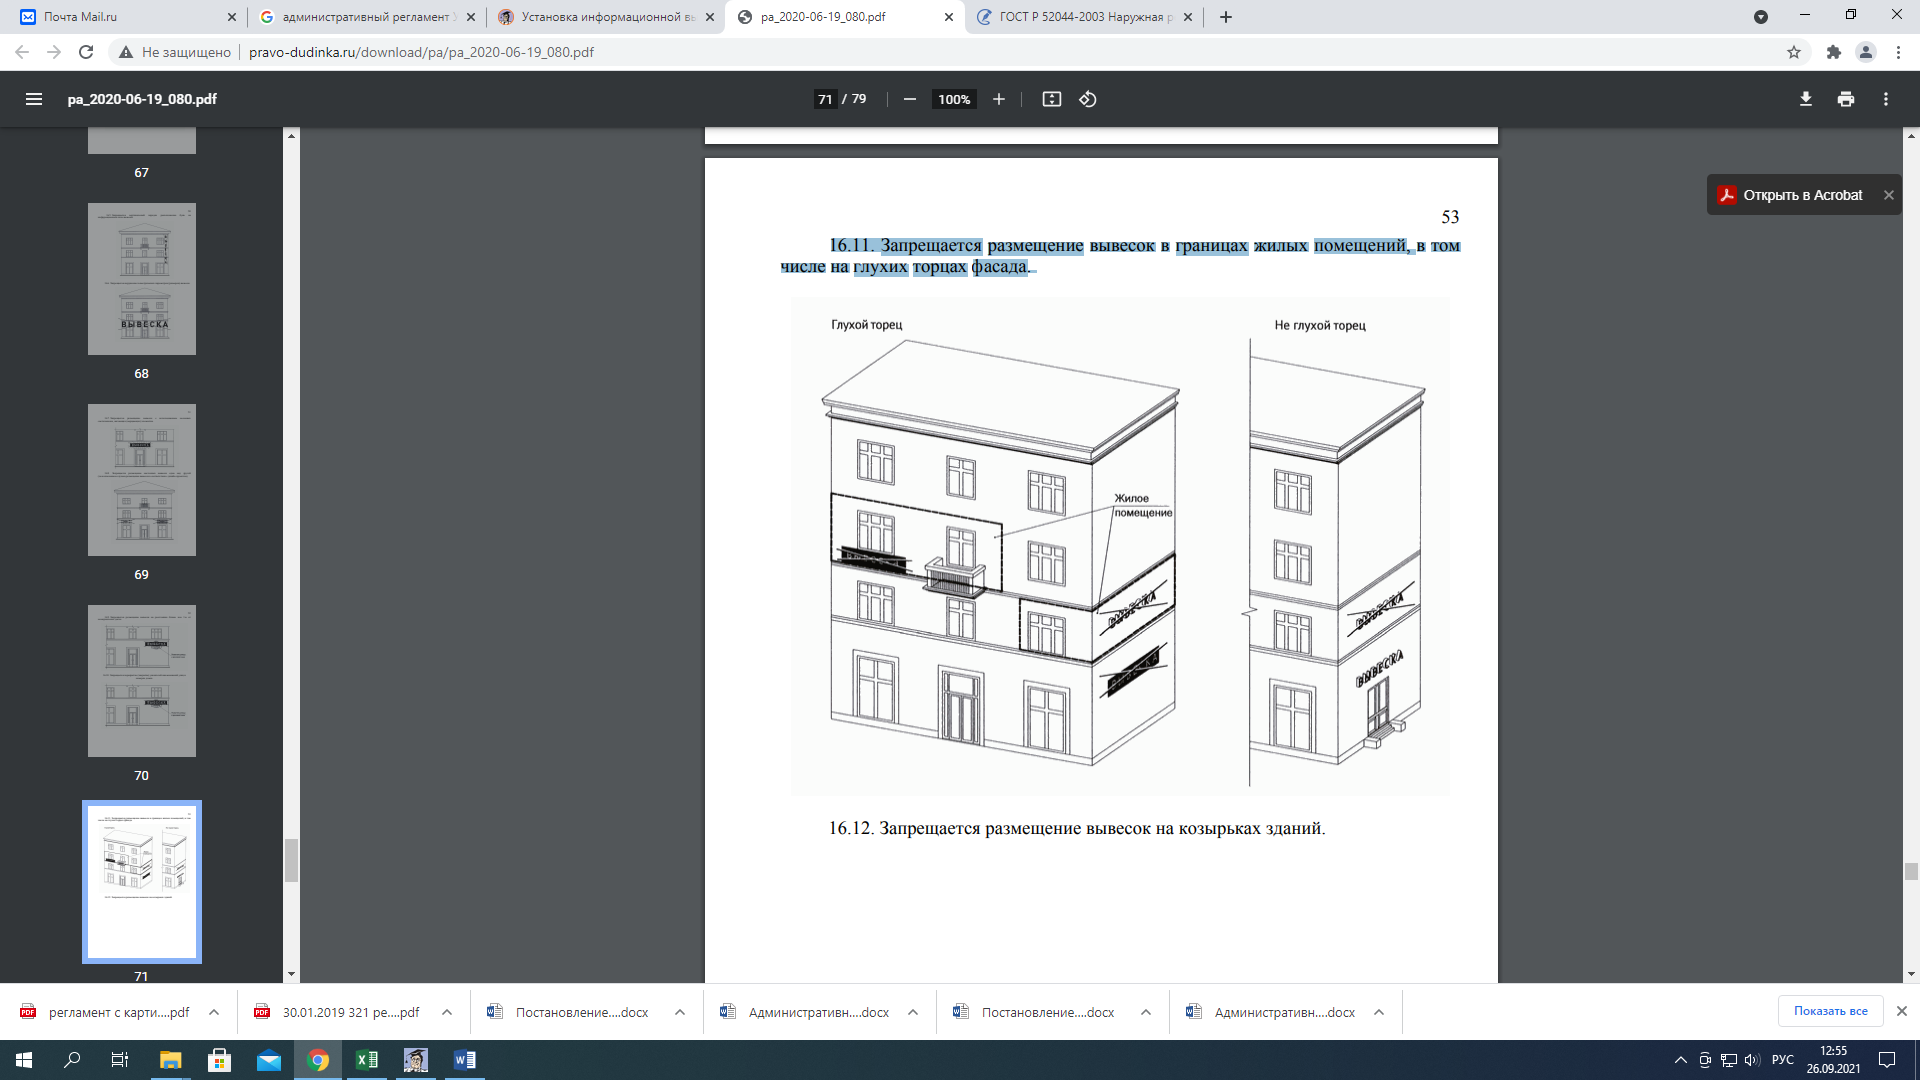 Почта Mail.ru
административный регламент У
Установка информационной вы
pa_2020-06-19_080.pdf
ГОСТ Р 52044-2003 Наружная р
Не защищено
pravo-dudinka.ru/download/pa/pa_2020-06-19_080.pdf
pa_2020-06-19_080.pdf
71 / 79
100%
Открыть в Acrobat
67
ВЫВЕСКА
68
69
70
71
53
16.11. Запрещается размещение вывесок в границах жилых помещений, в том
числе на глухих торцах фасада.
Глухой торец
Не глухой торец
Жилое
помещение
ВЫВЕСКА
ВЫВЕСКА
ВЫВЕСКА
ВЫВЕСКА
16.12. Запрещается размещение вывесок на козырьках зданий.
регламент с карти....pdf
30.01.2019 321 ре....pdf
Постановление....docx
Административн....docx
Постановление....docx
Административн....docx
Показать все
РУС
12:55
26.09.2021